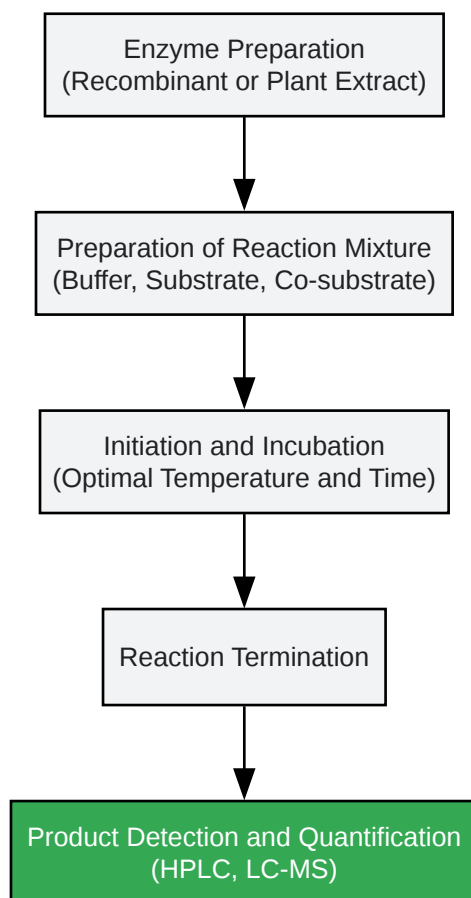 Enzyme Preparation
(Recombinant or Plant Extract)
Preparation of Reaction Mixture
(Buffer, Substrate, Co-substrate)
Initiation and Incubation
(Optimal Temperature and Time)
Reaction Termination
Product Detection and Quantification
(HPLC, LC-MS)